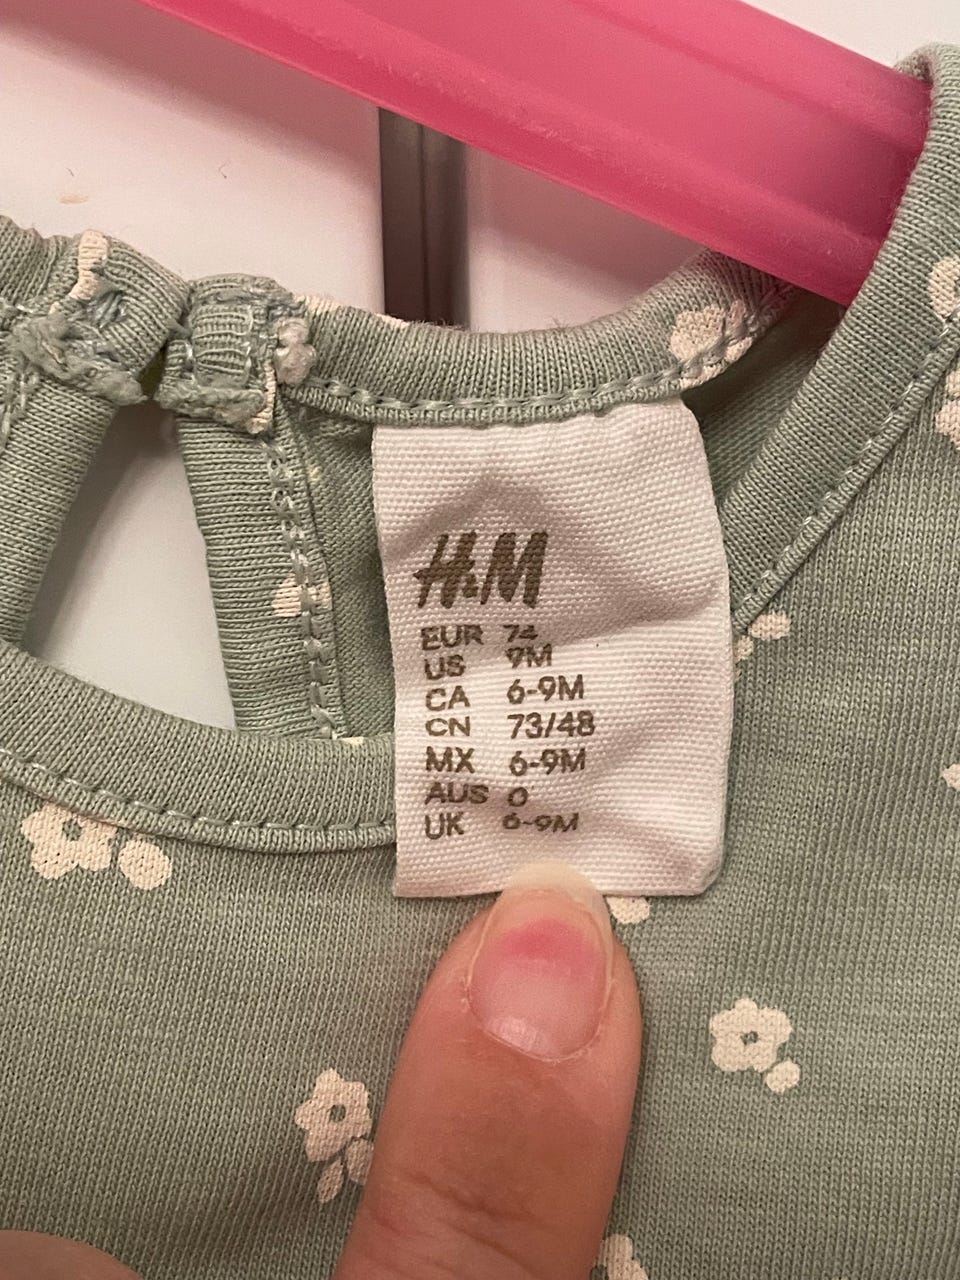 H&M
EUR 74
US 9M
CA 6-9M
CN 73/48
MX 6-9M
AUS 0
UK 6-9M